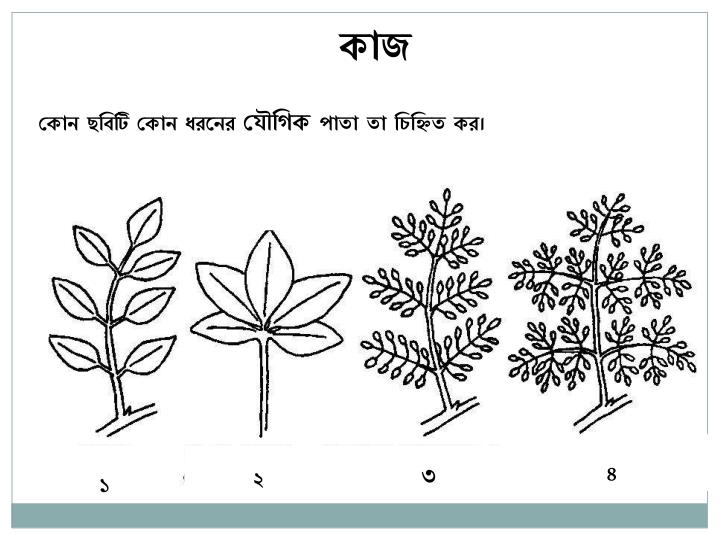 কাজ
কোন ছবিটি কোন ধরনের যৌগিক পাতা তা চিহ্নিত কর।
১ ২ ৩ ৪